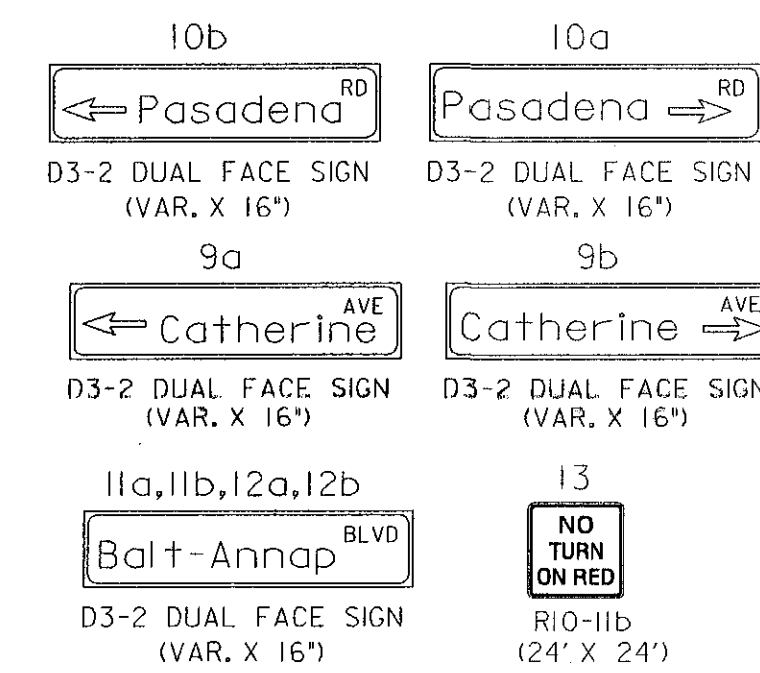 10b
← Pasadena RD
D3-2 DUAL FACE SIGN
(VAR. X 16")
10a
Pasadena → RD
D3-2 DUAL FACE SIGN
(VAR. X 16")
9a
← Catherine AVE
D3-2 DUAL FACE SIGN
(VAR. X 16")
9b
Catherine → AVE
D3-2 DUAL FACE SIGN
(VAR. X 16")
11a,11b,12a,12b
Balt-Annap BLVD
D3-2 DUAL FACE SIGN
(VAR. X 16")
13
NO
TURN
ON RED
R10-11b
(24' X 24')